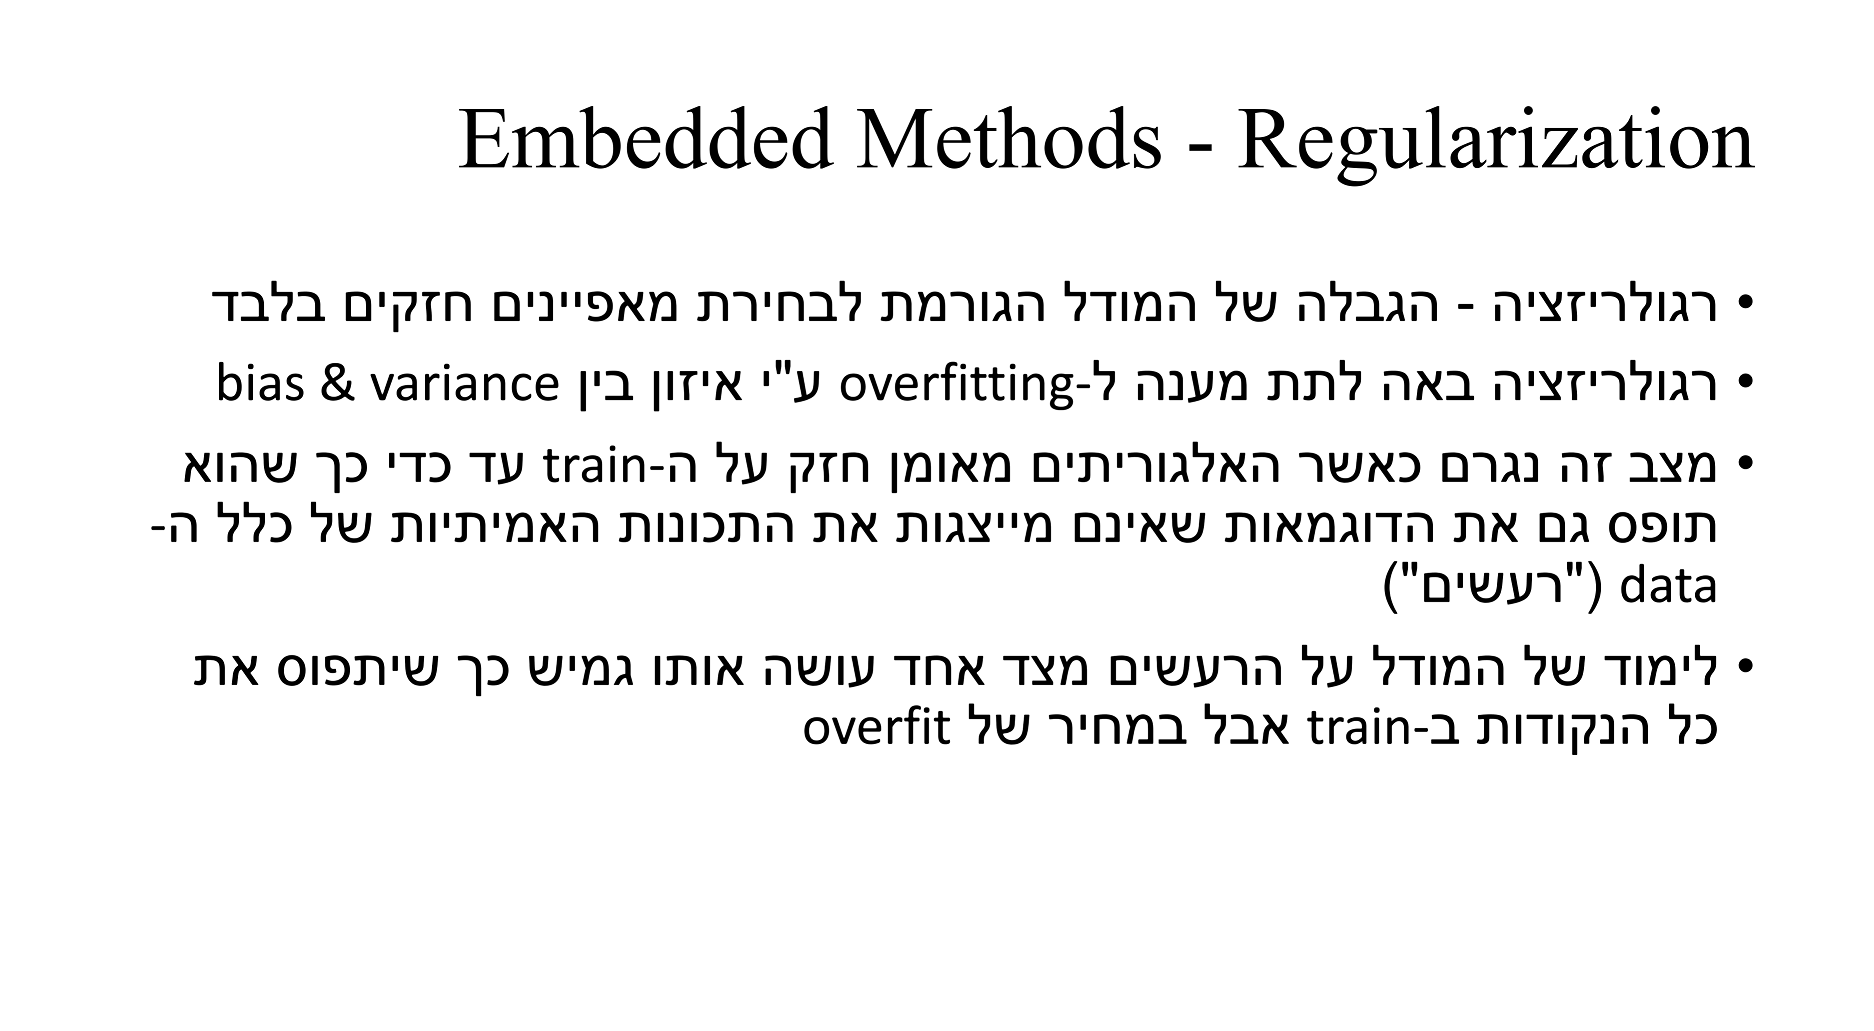 Embedded Methods - Regularization
• רגולריזציה - הגבלה של המודל הגורמת לבחירת מאפיינים חזקים בלבד
• רגולריזציה באה לתת מענה ל-overfitting ע"י איזון בין bias & variance
• מצב זה נגרם כאשר האלגוריתים מאומן חזק על ה-train עד כדי כך שהוא
תופס גם את הדוגמאות שאינם מייצגות את התכונות האמיתיות של כלל ה-
data ("רעשים")
• לימוד של המודל על הרעשים מצד אחד עושה אותו גמיש כך שיתפוס את
כל הנקודות ב-train אבל במחיר של overfit